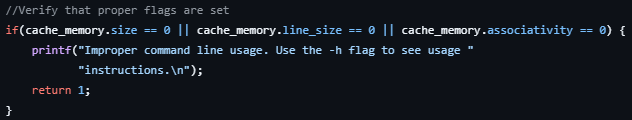 //Verify that proper flags are set
if(cache_memory.size == 0 || cache_memory.line_size == 0 || cache_memory.associativity == 0) {
    printf("Improper command line usage. Use the -h flag to see usage "
           "instructions.\n");
    return 1;
}